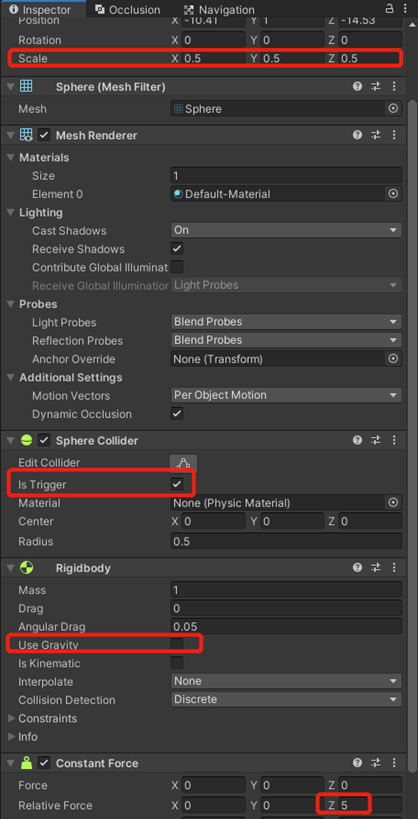 Inspector Occlusion Navigation
Position X -10.41 Y 1 Z -14.53
Rotation X 0 Y 0 Z 0
Scale X 0.5 Y 0.5 Z 0.5
Sphere (Mesh Filter)
Mesh Sphere
Mesh Renderer
Materials
Size 1
Element 0 Default-Material
Lighting
Cast Shadows On
Receive Shadows
Contribute Global Illuminat
Receive Global Illumination Light Probes
Probes
Light Probes Blend Probes
Reflection Probes Blend Probes
Anchor Override None (Transform)
Additional Settings
Motion Vectors Per Object Motion
Dynamic Occlusion
Sphere Collider
Edit Collider
Is Trigger
Material None (Physic Material)
Center X 0 Y 0 Z 0
Radius 0.5
Rigidbody
Mass 1
Drag 0
Angular Drag 0.05
Use Gravity
Is Kinematic
Interpolate None
Collision Detection Discrete
Constraints
Info
Constant Force
Force X 0 Y 0 Z 0
Relative Force X 0 Y 0 Z 5